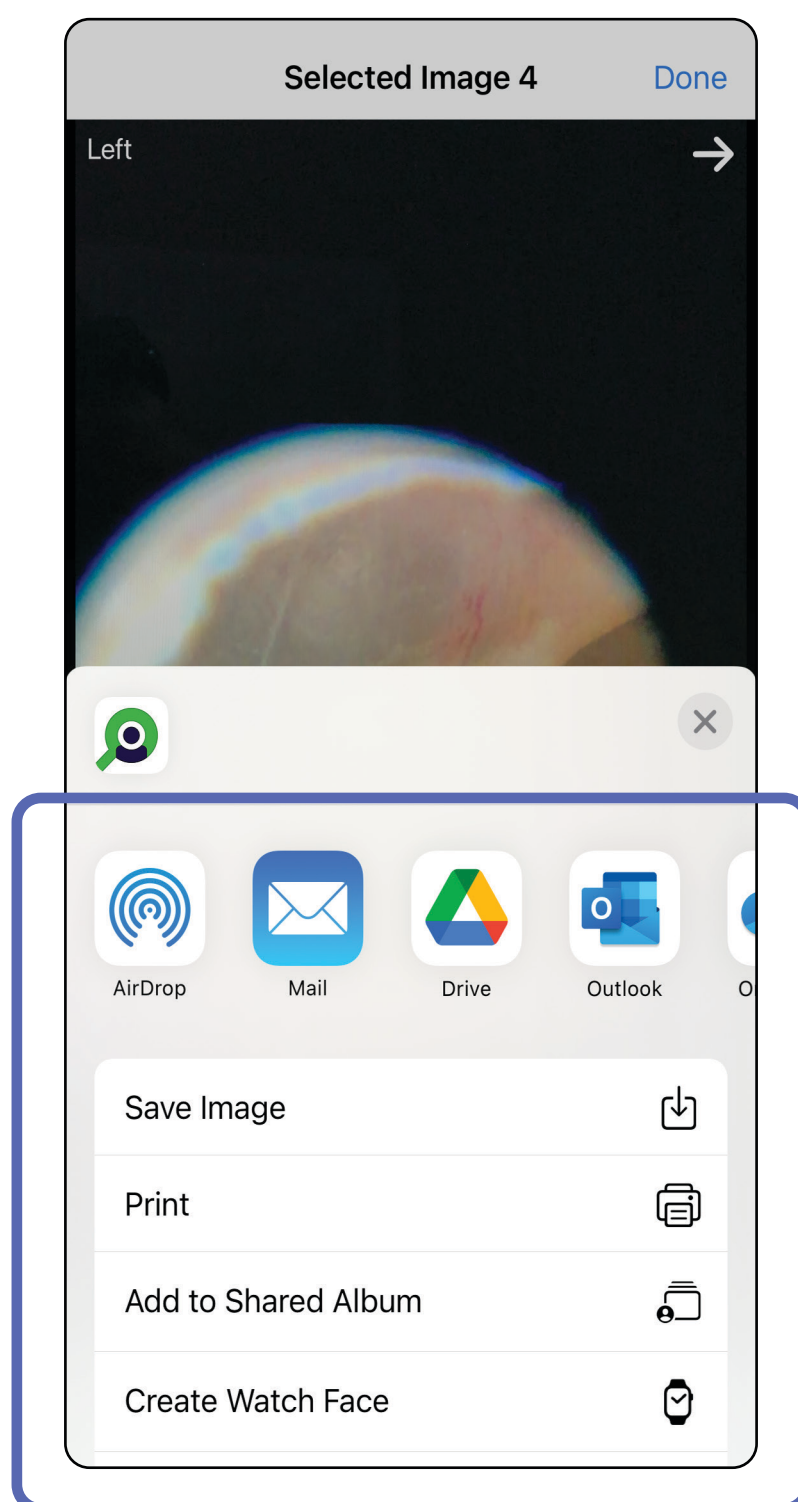 Selected Image 4 Done
Left
AirDrop Mail Drive Outlook
Save Image
Print
Add to Shared Album
Create Watch Face